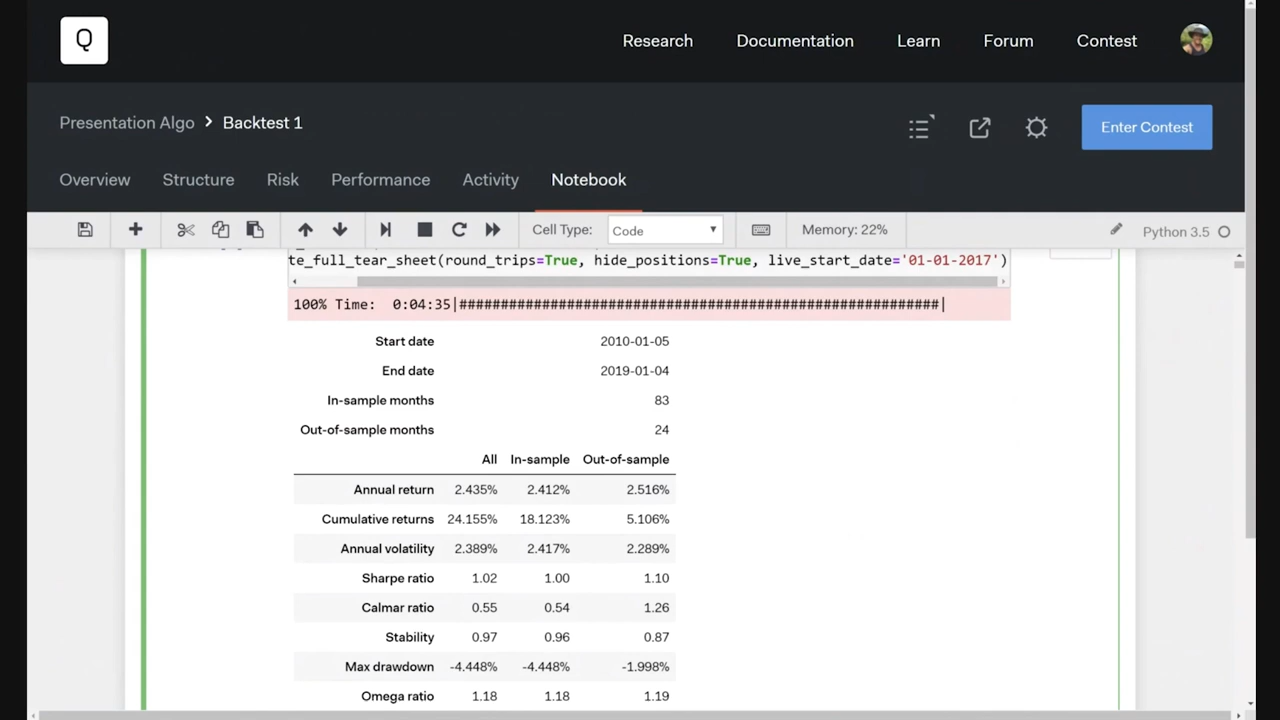 Q
Research Documentation Learn Forum Contest
Presentation Algo > Backtest 1
Enter Contest
Overview Structure Risk Performance Activity Notebook
Cell Type: Code Memory: 22% Python 3.5
te_full_tear_sheet(round_trips=True, hide_positions=True, live_start_date='01-01-2017')
100% Time: 0:04:35|##########################################################|
Start date 2010-01-05
End date 2019-01-04
In-sample months 83
Out-of-sample months 24
All In-sample Out-of-sample
Annual return 2.435% 2.412% 2.516%
Cumulative returns 24.155% 18.123% 5.106%
Annual volatility 2.389% 2.417% 2.289%
Sharpe ratio 1.02 1.00 1.10
Calmar ratio 0.55 0.54 1.26
Stability 0.97 0.96 0.87
Max drawdown -4.448% -4.448% -1.998%
Omega ratio 1.18 1.18 1.19